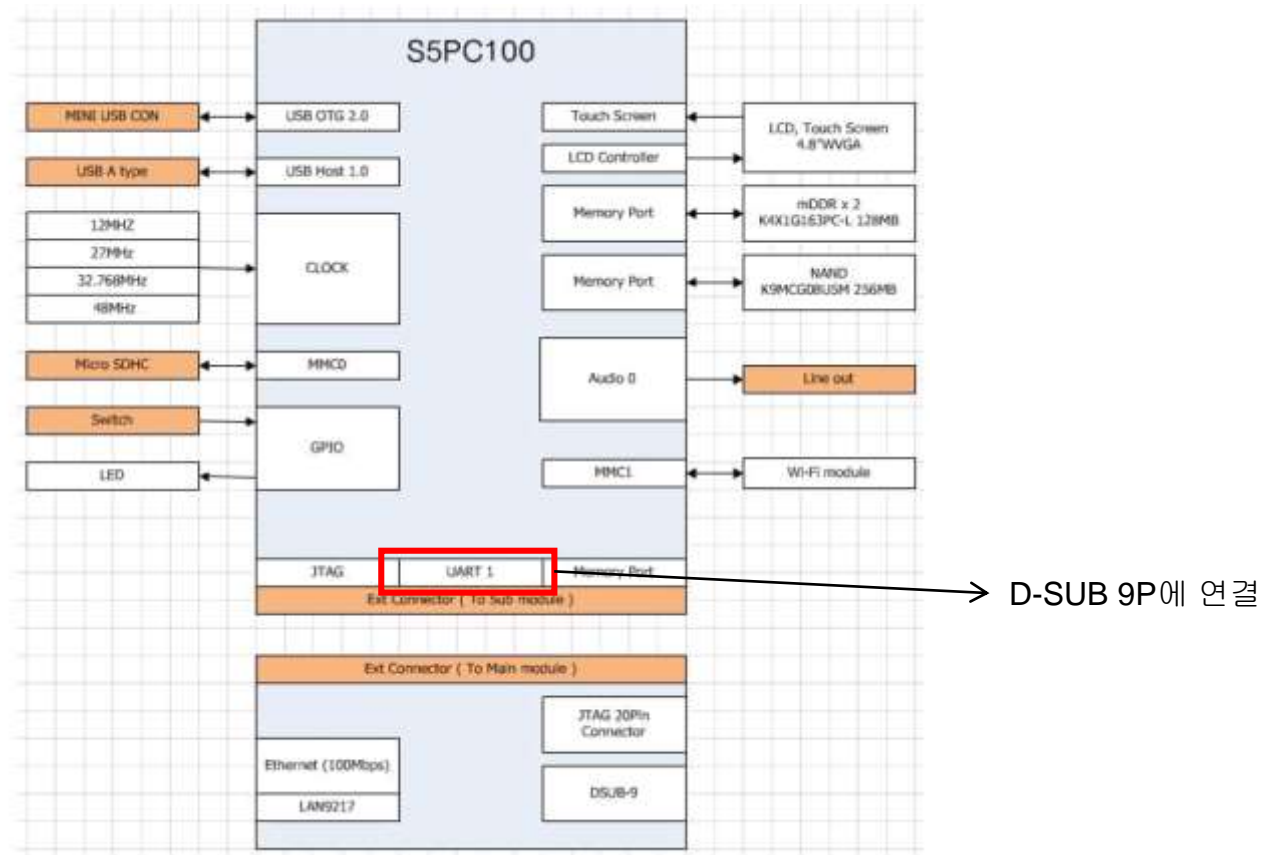 S5PC100
MINI USB CON
USB OTG 2.0
Touch Screen
LCD, Touch Screen
4.8"WVGA
USB A type
USB Host 1.0
LCD Controller
12MHZ
27MHz
32.768MHz
48MHz
CLOCK
Memory Port
mDDR x 2
K4X1G163PC-L 128MB
Memory Port
NAND
K9MCG08USM 256MB
Micro SDHC
MMC0
Audio 0
Line out
Switch
GPIO
LED
MMC1
Wi-Fi module
JTAG
UART 1
Memory Port
Ext Connector ( To Sub module )
D-SUB 9P에 연결
Ext Connector ( To Main module )
JTAG 20Pin
Connector
Ethernet (100Mbps)
LAN9217
DSUB-9